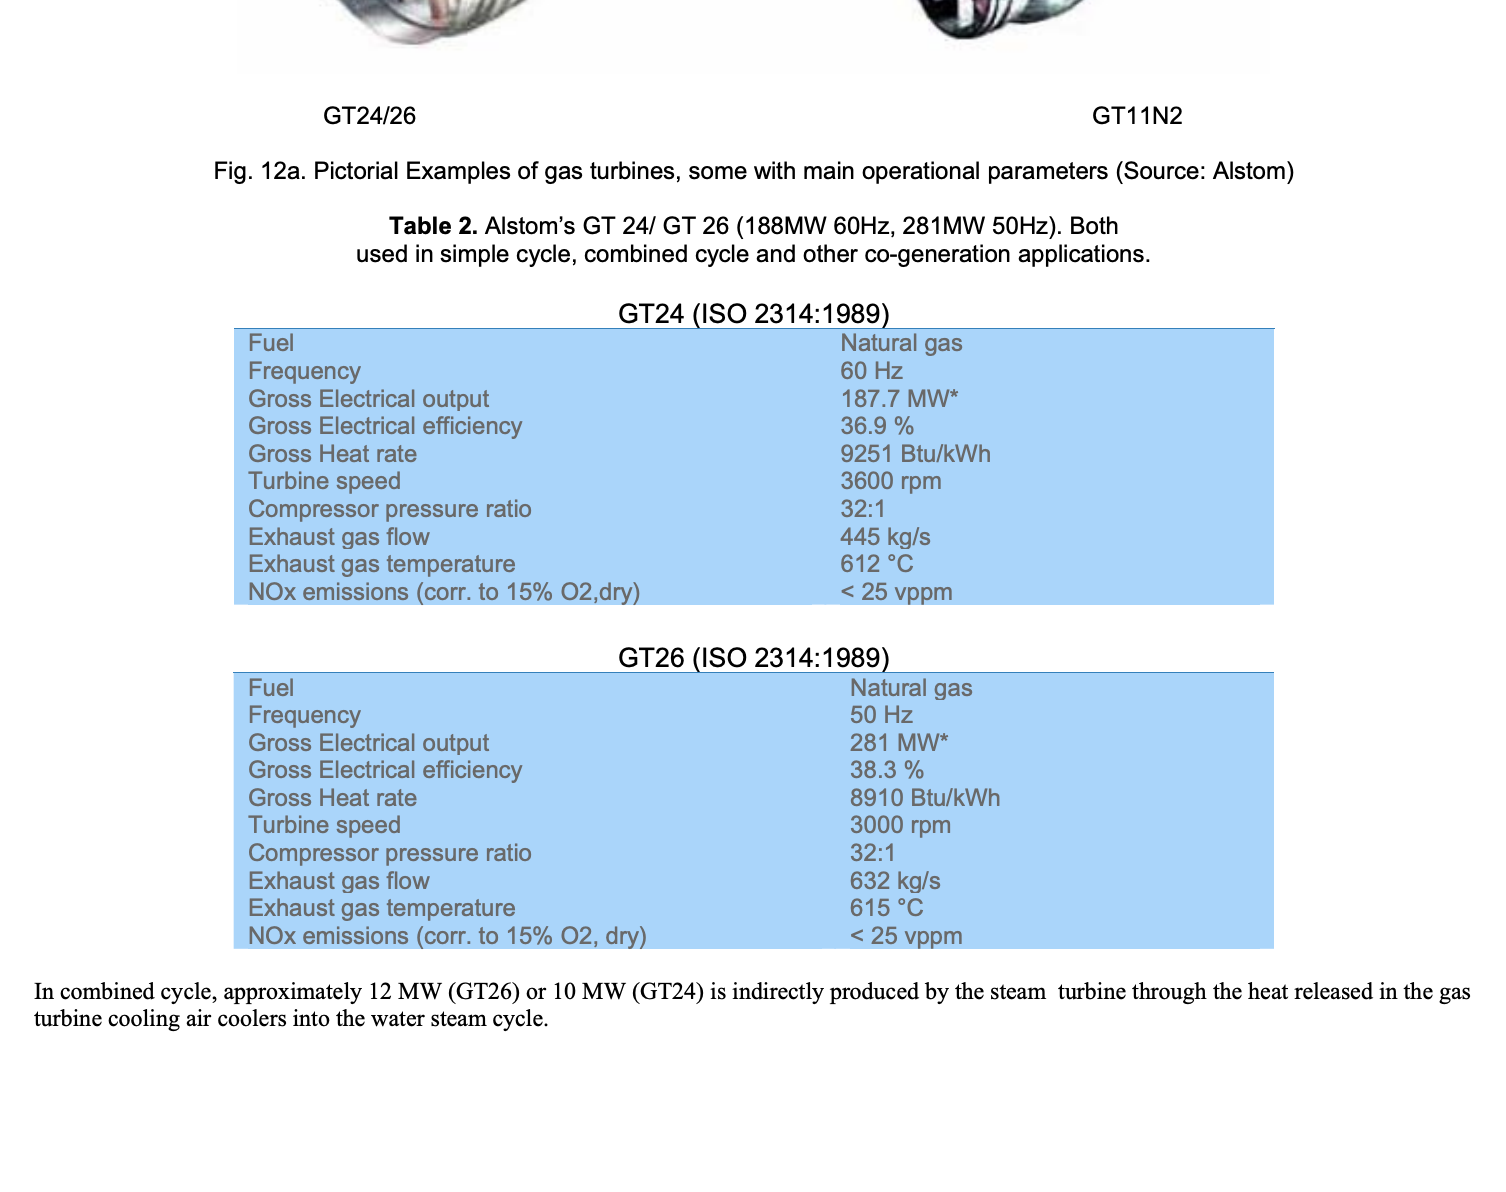 GT24/26 GT11N2
Fig. 12a. Pictorial Examples of gas turbines, some with main operational parameters (Source: Alstom)
Table 2. Alstom’s GT 24/ GT 26 (188MW 60Hz, 281MW 50Hz). Both
used in simple cycle, combined cycle and other co-generation applications.
GT24 (ISO 2314:1989)
Fuel Natural gas
Frequency 60 Hz
Gross Electrical output 187.7 MW*
Gross Electrical efficiency 36.9 %
Gross Heat rate 9251 Btu/kWh
Turbine speed 3600 rpm
Compressor pressure ratio 32:1
Exhaust gas flow 445 kg/s
Exhaust gas temperature 612 °C
NOx emissions (corr. to 15% O2,dry) < 25 vppm
GT26 (ISO 2314:1989)
Fuel Natural gas
Frequency 50 Hz
Gross Electrical output 281 MW*
Gross Electrical efficiency 38.3 %
Gross Heat rate 8910 Btu/kWh
Turbine speed 3000 rpm
Compressor pressure ratio 32:1
Exhaust gas flow 632 kg/s
Exhaust gas temperature 615 °C
NOx emissions (corr. to 15% O2, dry) < 25 vppm
In combined cycle, approximately 12 MW (GT26) or 10 MW (GT24) is indirectly produced by the steam  turbine through the heat released in the gas
turbine cooling air coolers into the water steam cycle.